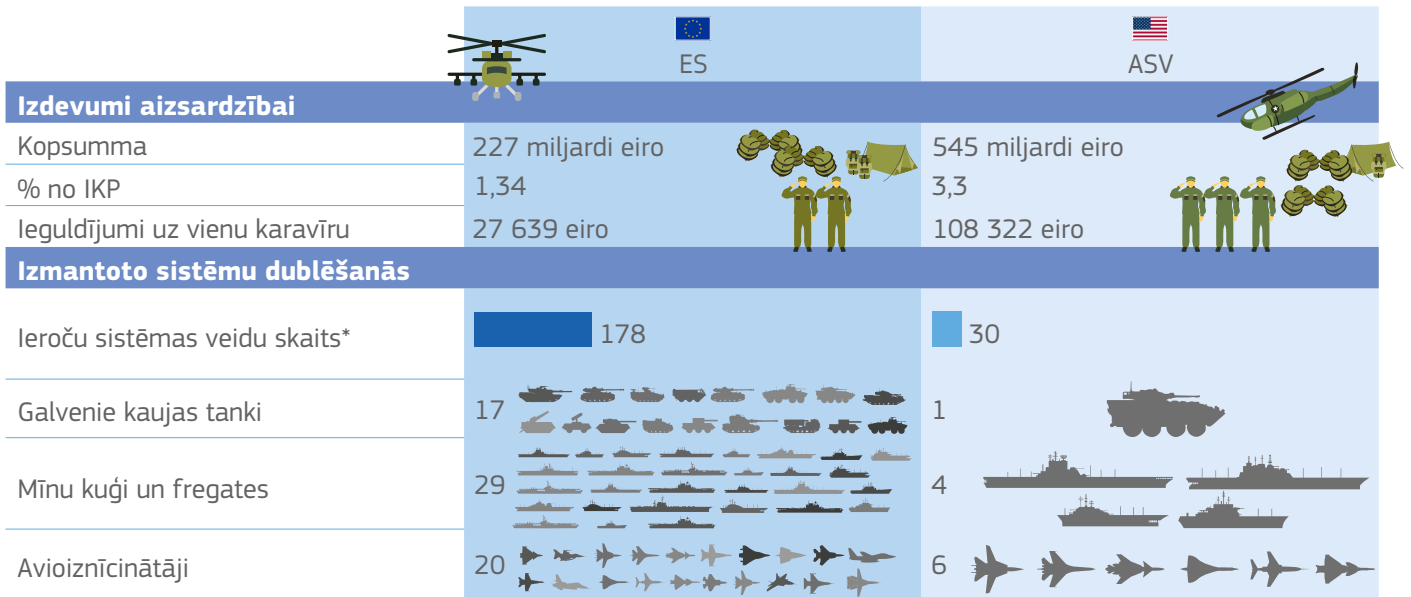 ES ASV
Izdevumi aizsardzībai
Kopsumma 227 miljardi eiro 545 miljardi eiro
% no IKP 1,34 3,3
Ieguldījumi uz vienu karavīru 27 639 eiro 108 322 eiro
Izmantoto sistēmu dublēšanās
Ieroču sistēmas veidu skaits* 178 30
Galvenie kaujas tanki 17 1
Mīnu kuģi un fregates 29 4
Avioiznīcinātāji 20 6